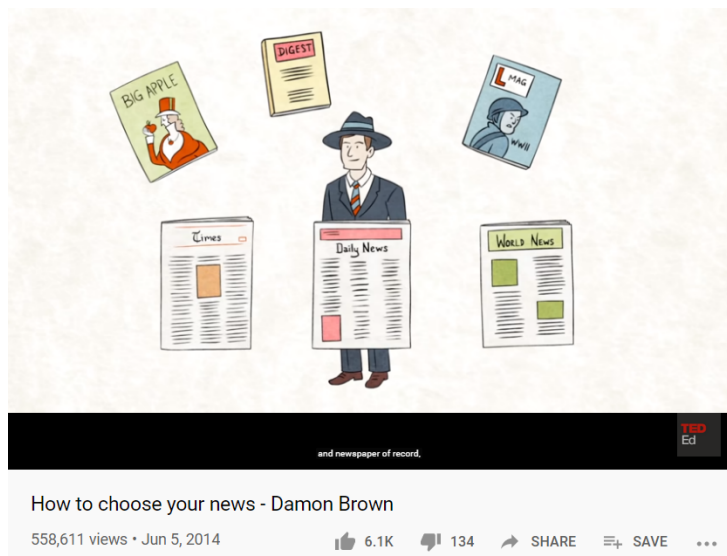 DIGEST
BIG APPLE
L MAG
WWII
Times
Daily News
WORLD NEWS
TED
Ed
and newspaper of record,
How to choose your news - Damon Brown
558,611 views • Jun 5, 2014
6.1K
134
SHARE
SAVE